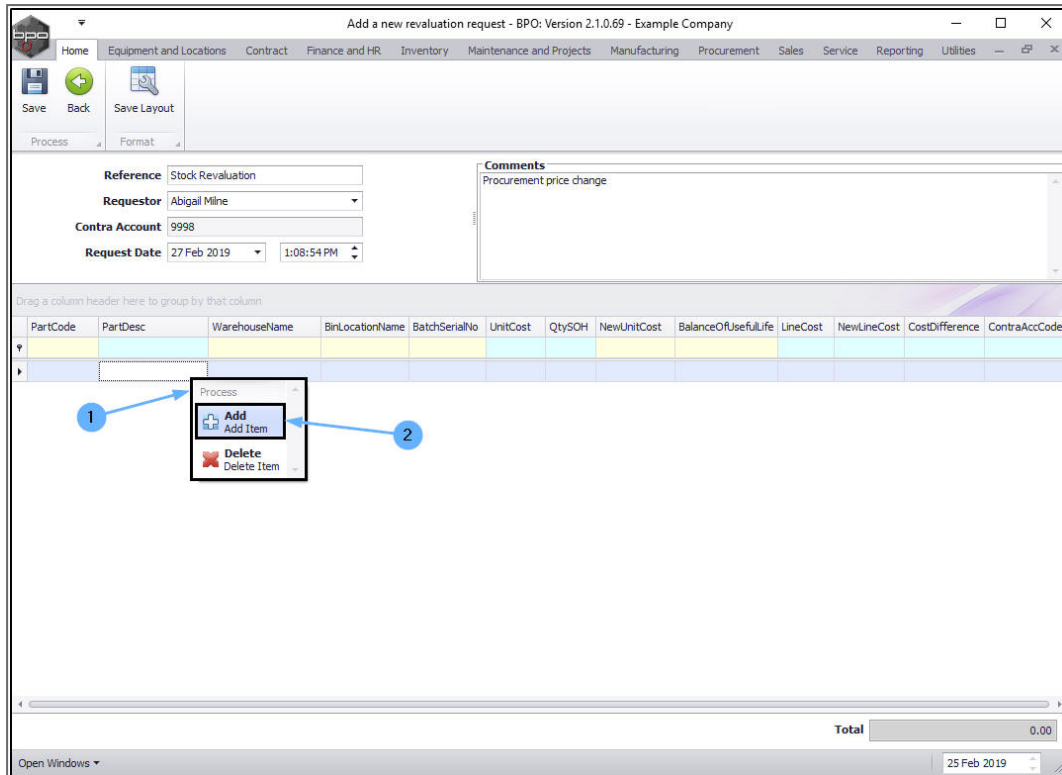 bpo
Add a new revaluation request - BPO: Version 2.1.0.69 - Example Company
Home Equipment and Locations Contract Finance and HR Inventory Maintenance and Projects Manufacturing Procurement Sales Service Reporting Utilities
Save Back Save Layout
Process Format
Reference Stock Revaluation
Requestor Abigail Milne
Contra Account 9998
Request Date 27 Feb 2019 1:08:54 PM
Comments
Procurement price change
Drag a column header here to group by that column
PartCode PartDesc WarehouseName BinLocationName BatchSerialNo UnitCost QtySOH NewUnitCost BalanceOfUsefulLife LineCost NewLineCost CostDifference ContraAccCode
Process
1
Add
Add Item
2
Delete
Delete Item
Total 0.00
Open Windows 25 Feb 2019